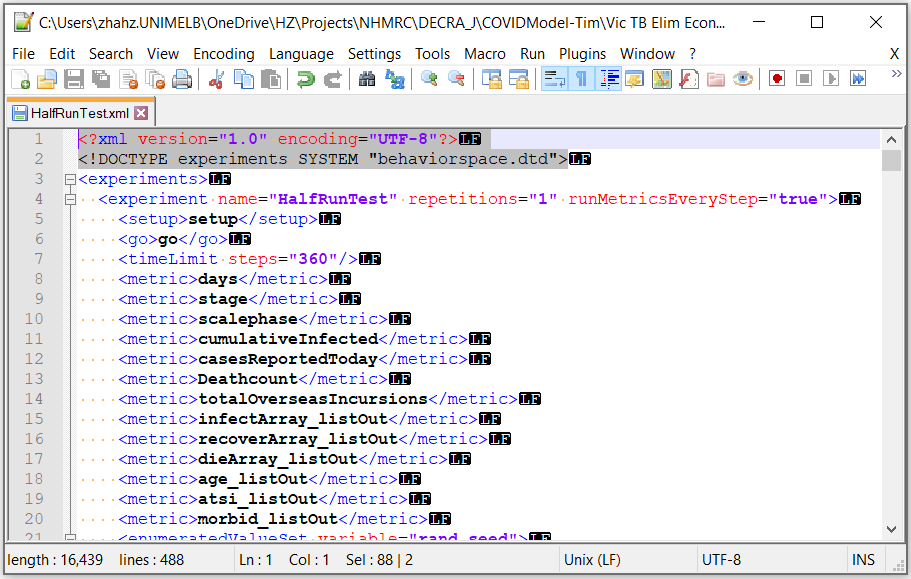 C:\Users\zhahz.UNIMELB\OneDrive\HZ\Projects\NHMRC\DECRA_J\COVIDModel-Tim\Vic TB Elim Econ...
File Edit Search View Encoding Language Settings Tools Macro Run Plugins Window ? X
HalfRunTest.xml
1 <?xml version="1.0" encoding="UTF-8"?>LF
2 <!DOCTYPE experiments SYSTEM "behaviorspace.dtd">LF
3 <experiments>LF
4 <experiment name="HalfRunTest" repetitions="1" runMetricsEveryStep="true">LF
5 <setup>setup</setup>LF
6 <go>go</go>LF
7 <timeLimit steps="360"/>LF
8 <metric>days</metric>LF
9 <metric>stage</metric>LF
10 <metric>scalephase</metric>LF
11 <metric>cumulativeInfected</metric>LF
12 <metric>casesReportedToday</metric>LF
13 <metric>Deathcount</metric>LF
14 <metric>totalOverseasIncursions</metric>LF
15 <metric>infectArray_listOut</metric>LF
16 <metric>recoverArray_listOut</metric>LF
17 <metric>dieArray_listOut</metric>LF
18 <metric>age_listOut</metric>LF
19 <metric>atsi_listOut</metric>LF
20 <metric>morbid_listOut</metric>LF
21 <enumeratedValueSet variable="rand_seed">LF
length : 16,439 lines : 488 Ln : 1 Col : 1 Sel : 88 | 2 Unix (LF) UTF-8 INS